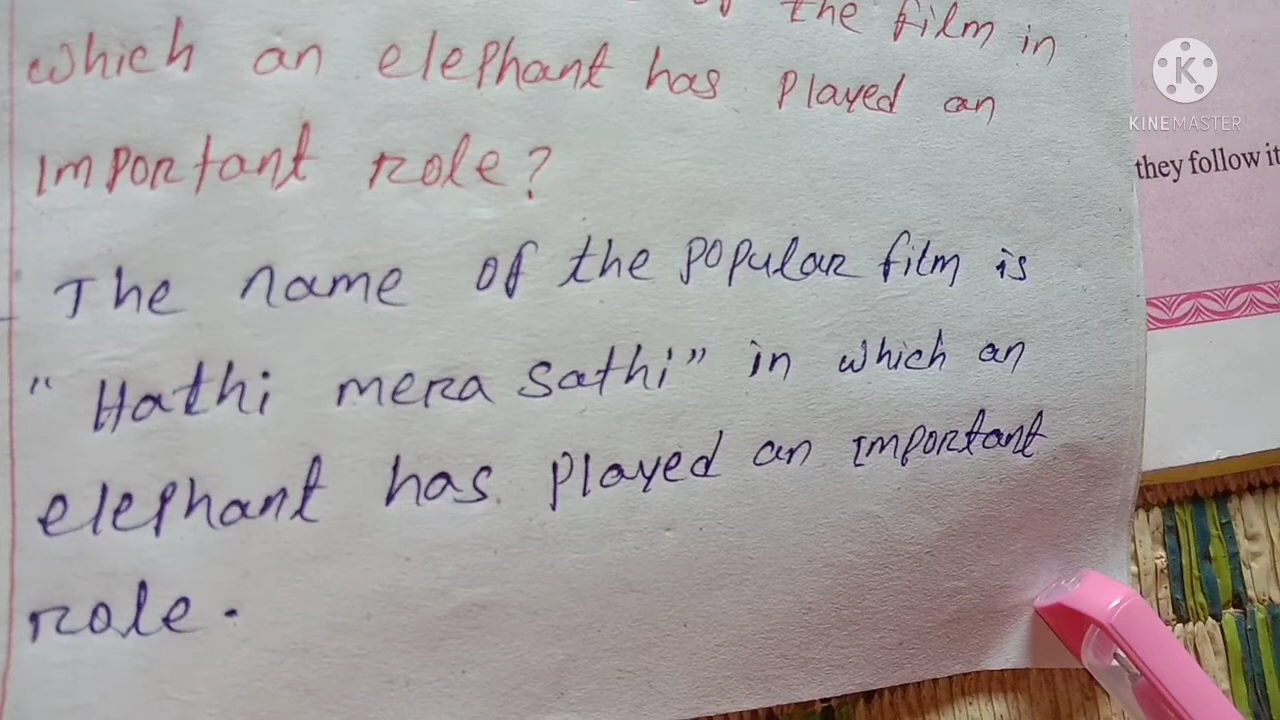 the film in
which an elephant has played an
important role?
The name of the popular film is
"Hathi mera sathi" in which an
elephant has played an important
role.
K
KINEMASTER
they follow it